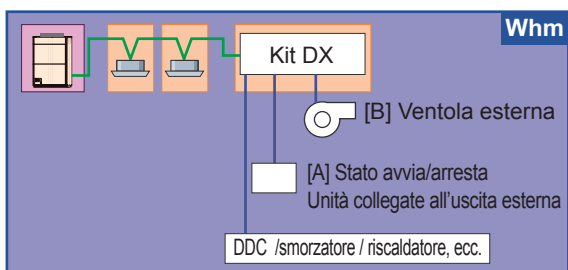 Whm
Kit DX
[B] Ventola esterna
[A] Stato avvia/arresta
Unità collegate all'uscita esterna
DDC /smorzatore / riscaldatore, ecc.